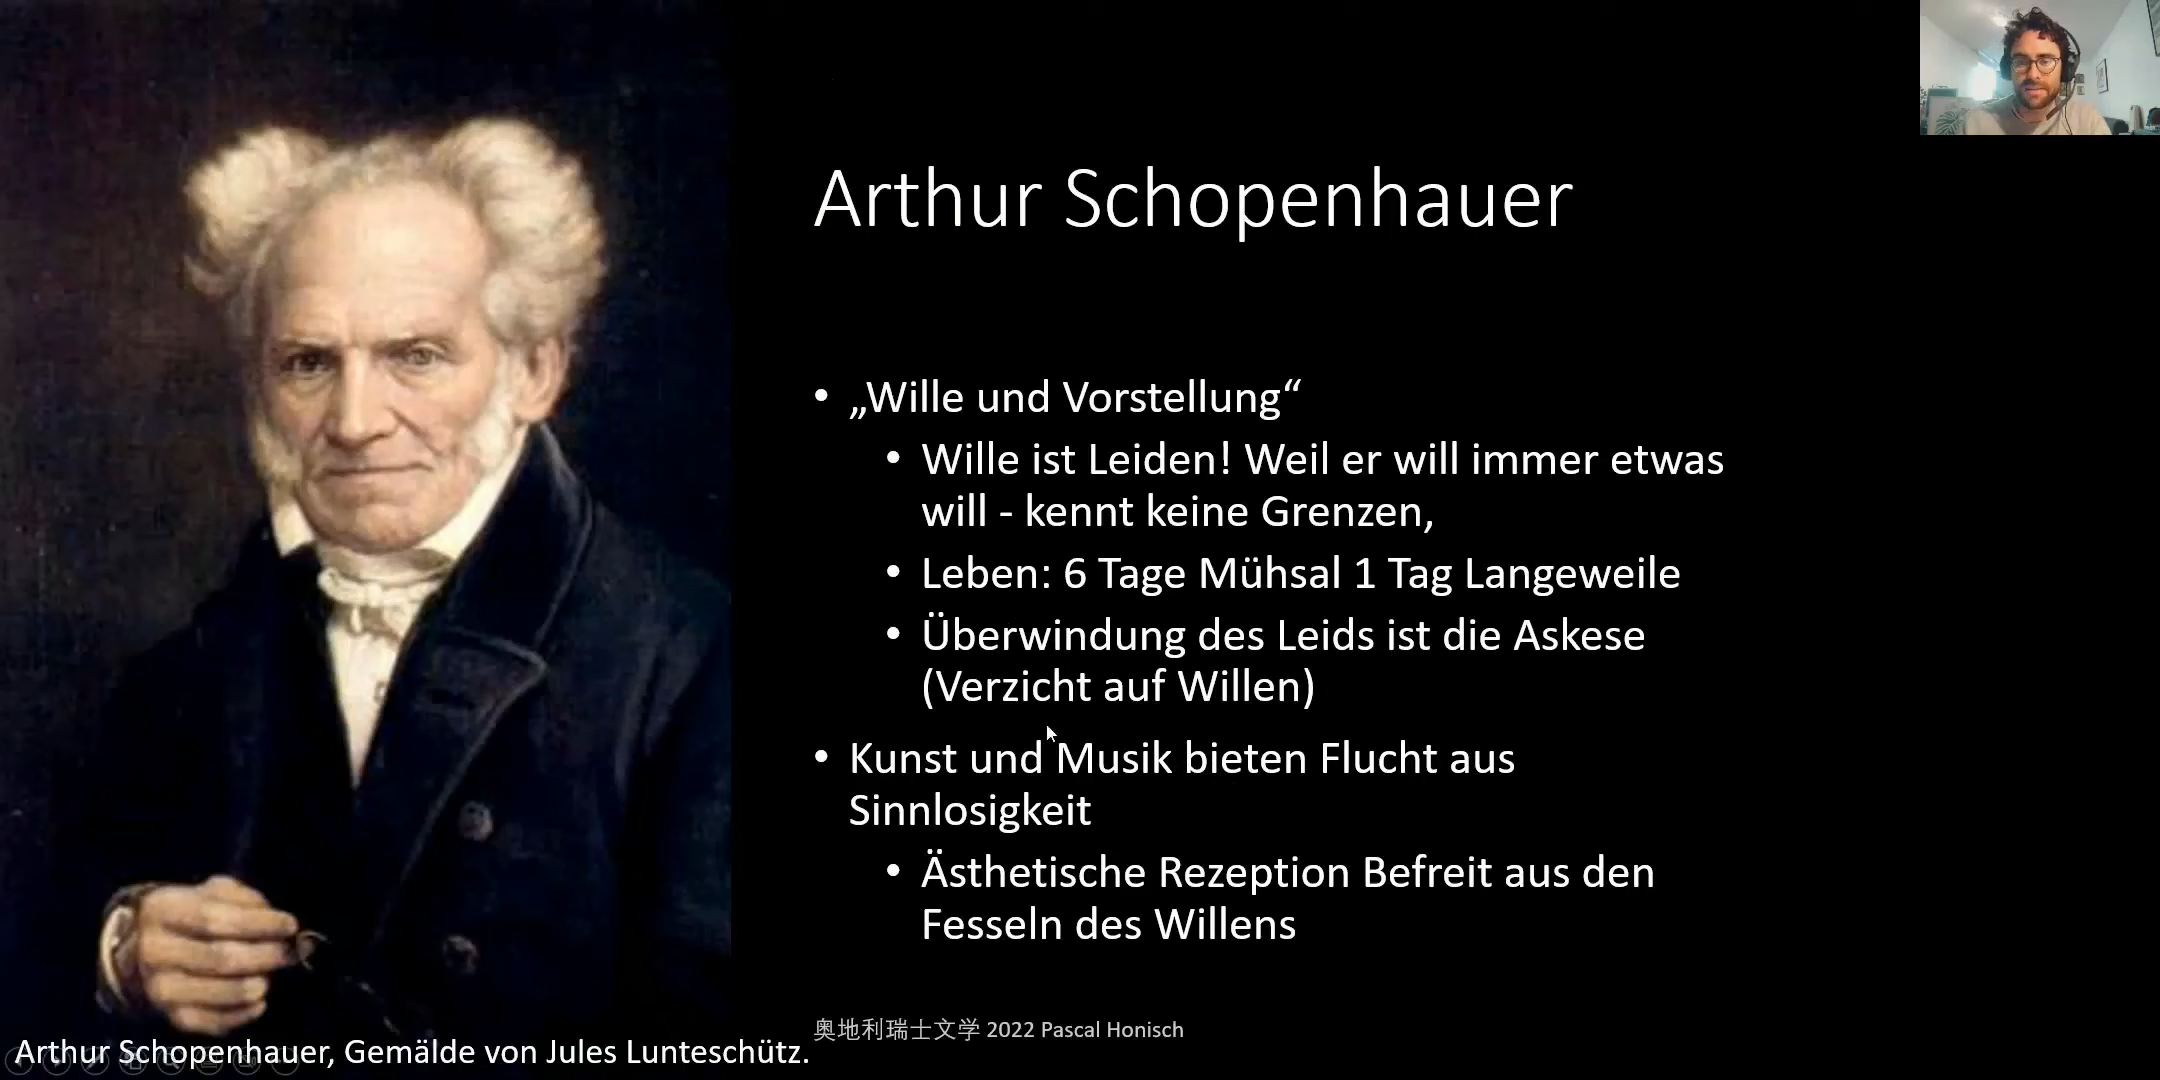 Arthur Schopenhauer
• „Wille und Vorstellung“
• Wille ist Leiden! Weil er will immer etwas
will - kennt keine Grenzen,
• Leben: 6 Tage Mühsal 1 Tag Langeweile
• Überwindung des Leids ist die Askese
(Verzicht auf Willen)
• Kunst und Musik bieten Flucht aus
Sinnlosigkeit
• Ästhetische Rezeption Befreit aus den
Fesseln des Willens
奥地利瑞士文学 2022 Pascal Honisch
Arthur Schopenhauer, Gemälde von Jules Lunteschütz.